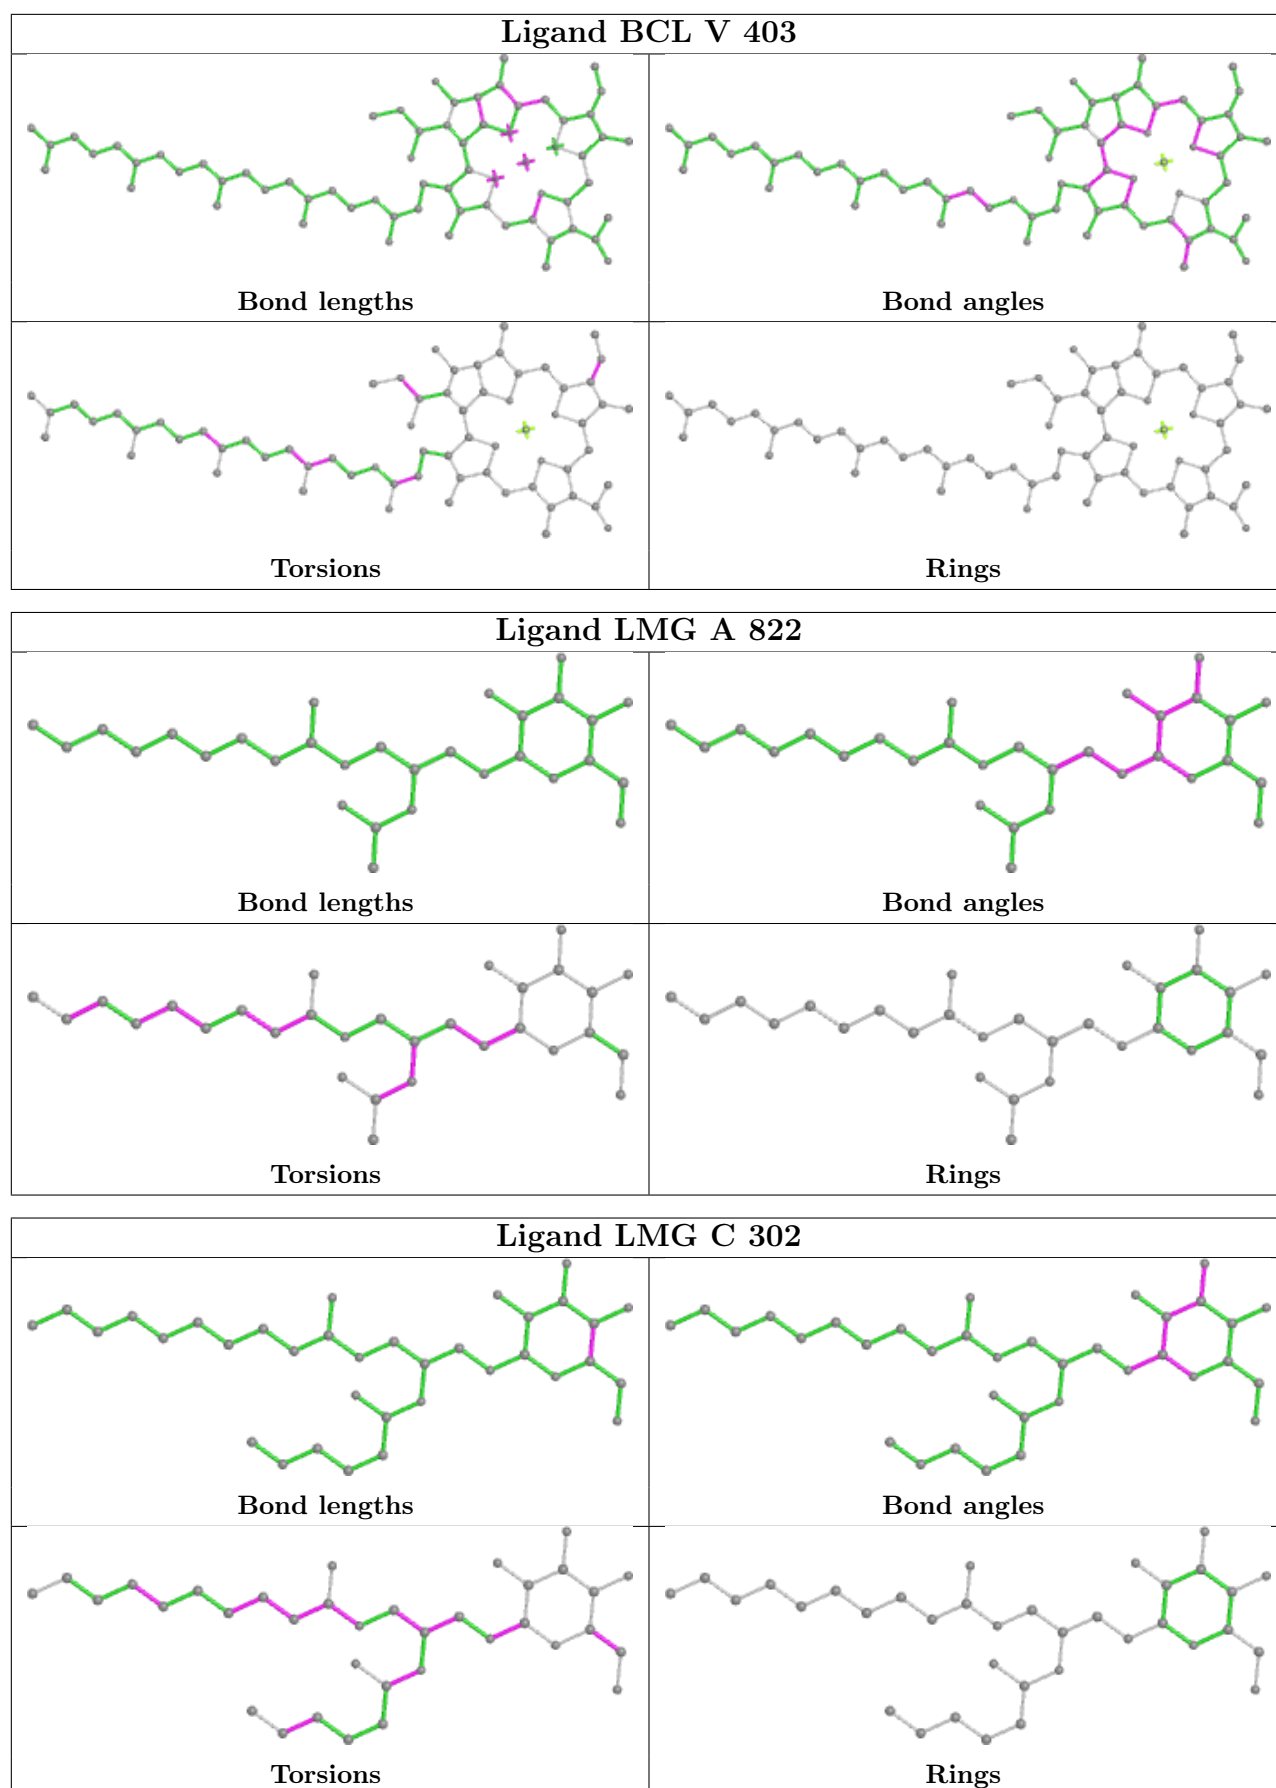 Ligand BCL V 403
Bond lengths
Bond angles
Torsions
Rings
Ligand LMG A 822
Bond lengths
Bond angles
Torsions
Rings
Ligand LMG C 302
Bond lengths
Bond angles
Torsions
Rings